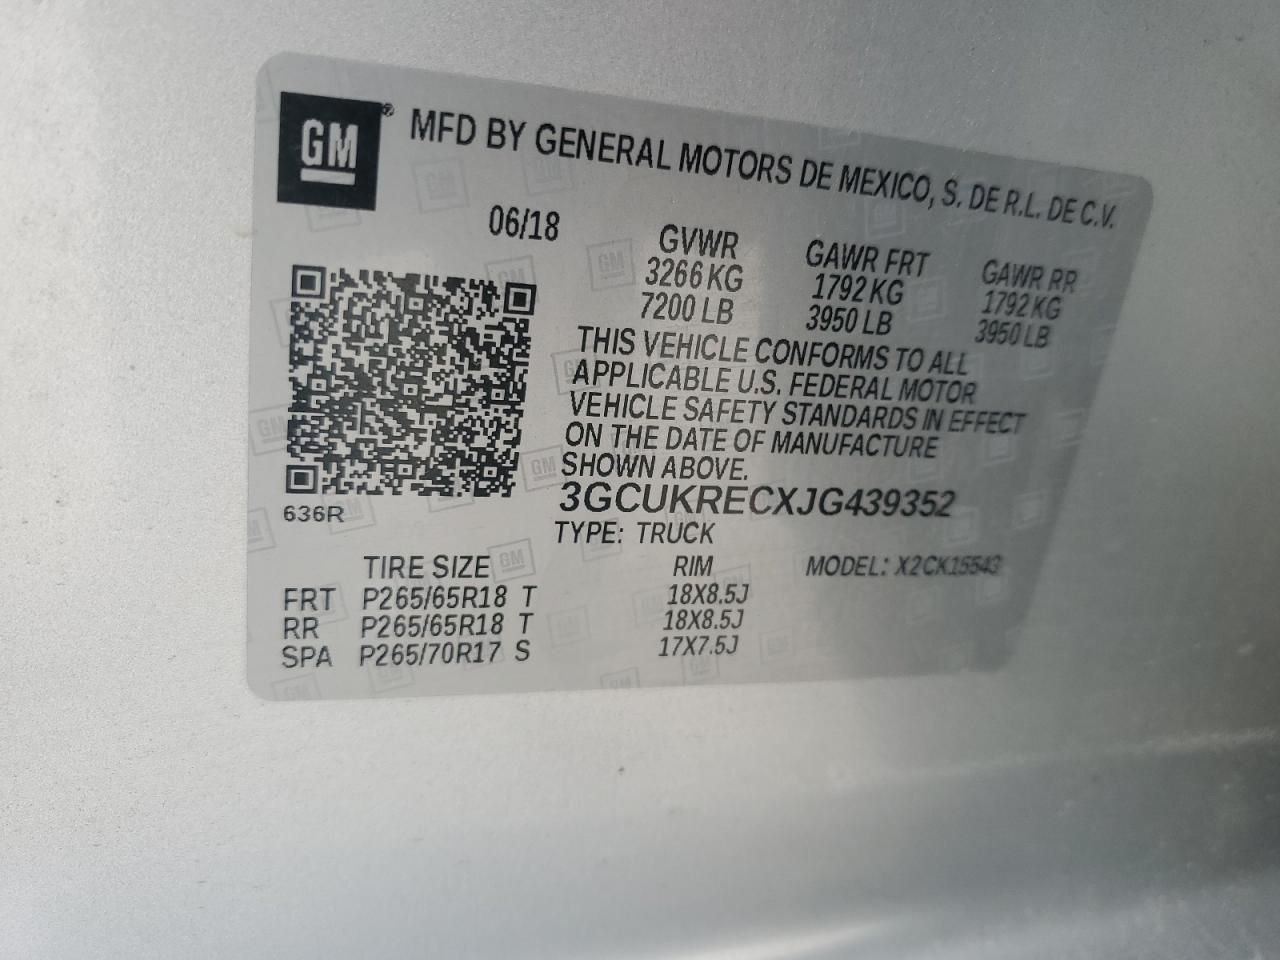 GM® MFD BY GENERAL MOTORS DE MEXICO, S. DE R.L. DE C.V.
06/18 GVWR GAWR FRT GAWR RR
3266 KG 1792 KG 1792 KG
7200 LB 3950 LB 3950 LB
THIS VEHICLE CONFORMS TO ALL
APPLICABLE U.S. FEDERAL MOTOR
VEHICLE SAFETY STANDARDS IN EFFECT
ON THE DATE OF MANUFACTURE
SHOWN ABOVE.
3GCUKRECXJG439352
636R
TYPE: TRUCK
TIRE SIZE RIM MODEL: X2CK15543
FRT P265/65R18 T 18X8.5J
RR P265/65R18 T 18X8.5J
SPA P265/70R17 S 17X7.5J